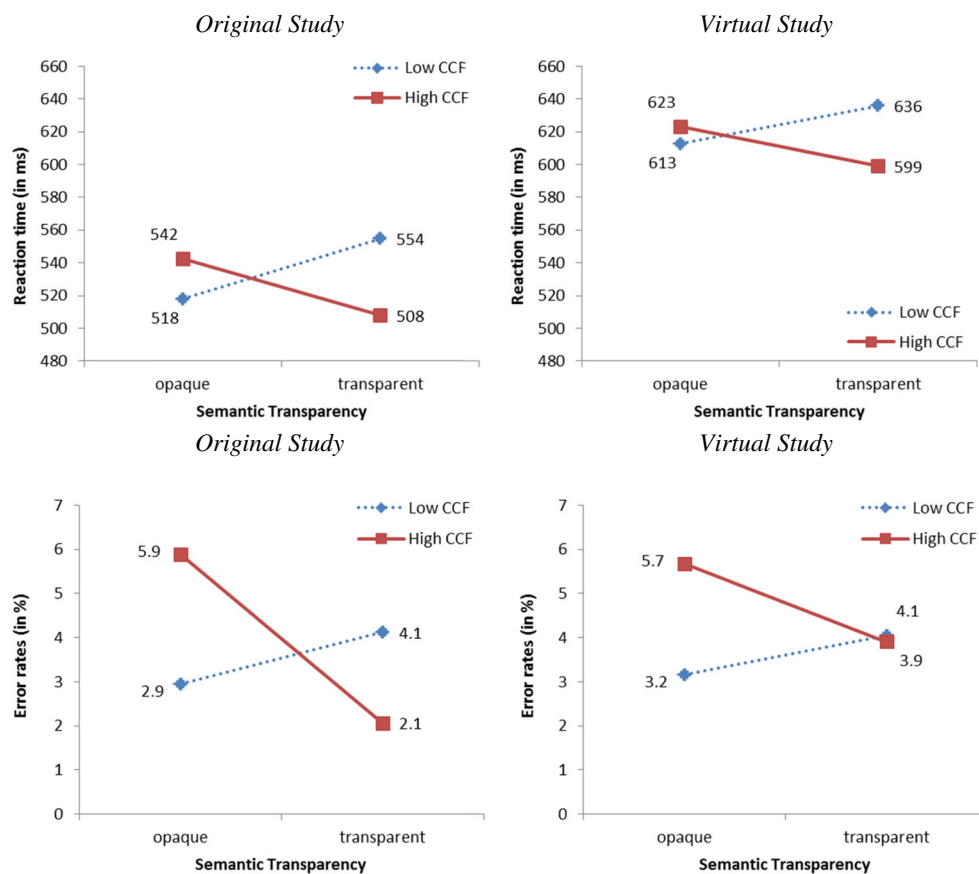 Original Study
660
640
620
600
580
560
540
520
500
480
Reaction time (in ms)
Low CCF
High CCF
542
518
554
508
opaque
transparent
Semantic Transparency
Virtual Study
660
640
620
600
580
560
540
520
500
480
Reaction time (in ms)
623
613
636
599
Low CCF
High CCF
opaque
transparent
Semantic Transparency
Original Study
7
6
5
4
3
2
1
0
Error rates (in %)
Low CCF
High CCF
5.9
2.9
4.1
2.1
opaque
transparent
Semantic Transparency
Virtual Study
7
6
5
4
3
2
1
0
Error rates (in %)
Low CCF
High CCF
5.7
3.2
4.1
3.9
opaque
transparent
Semantic Transparency